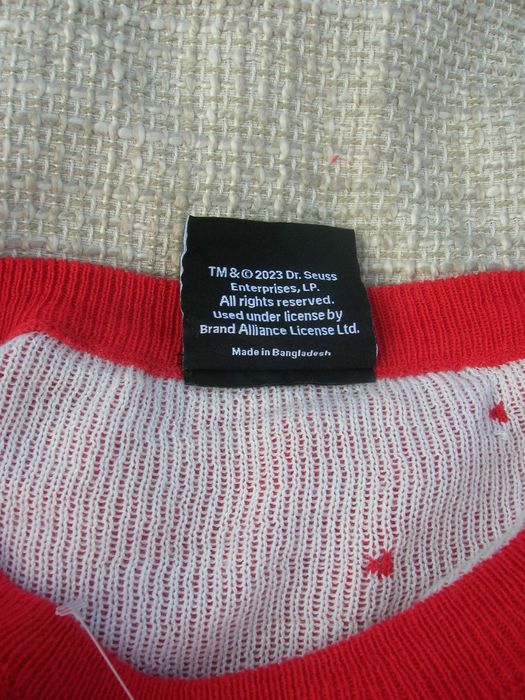 TM & © 2023 Dr. Seuss
Enterprises, LP.
All rights reserved.
Used under license by
Brand Alliance License Ltd.
Made in Bangladesh